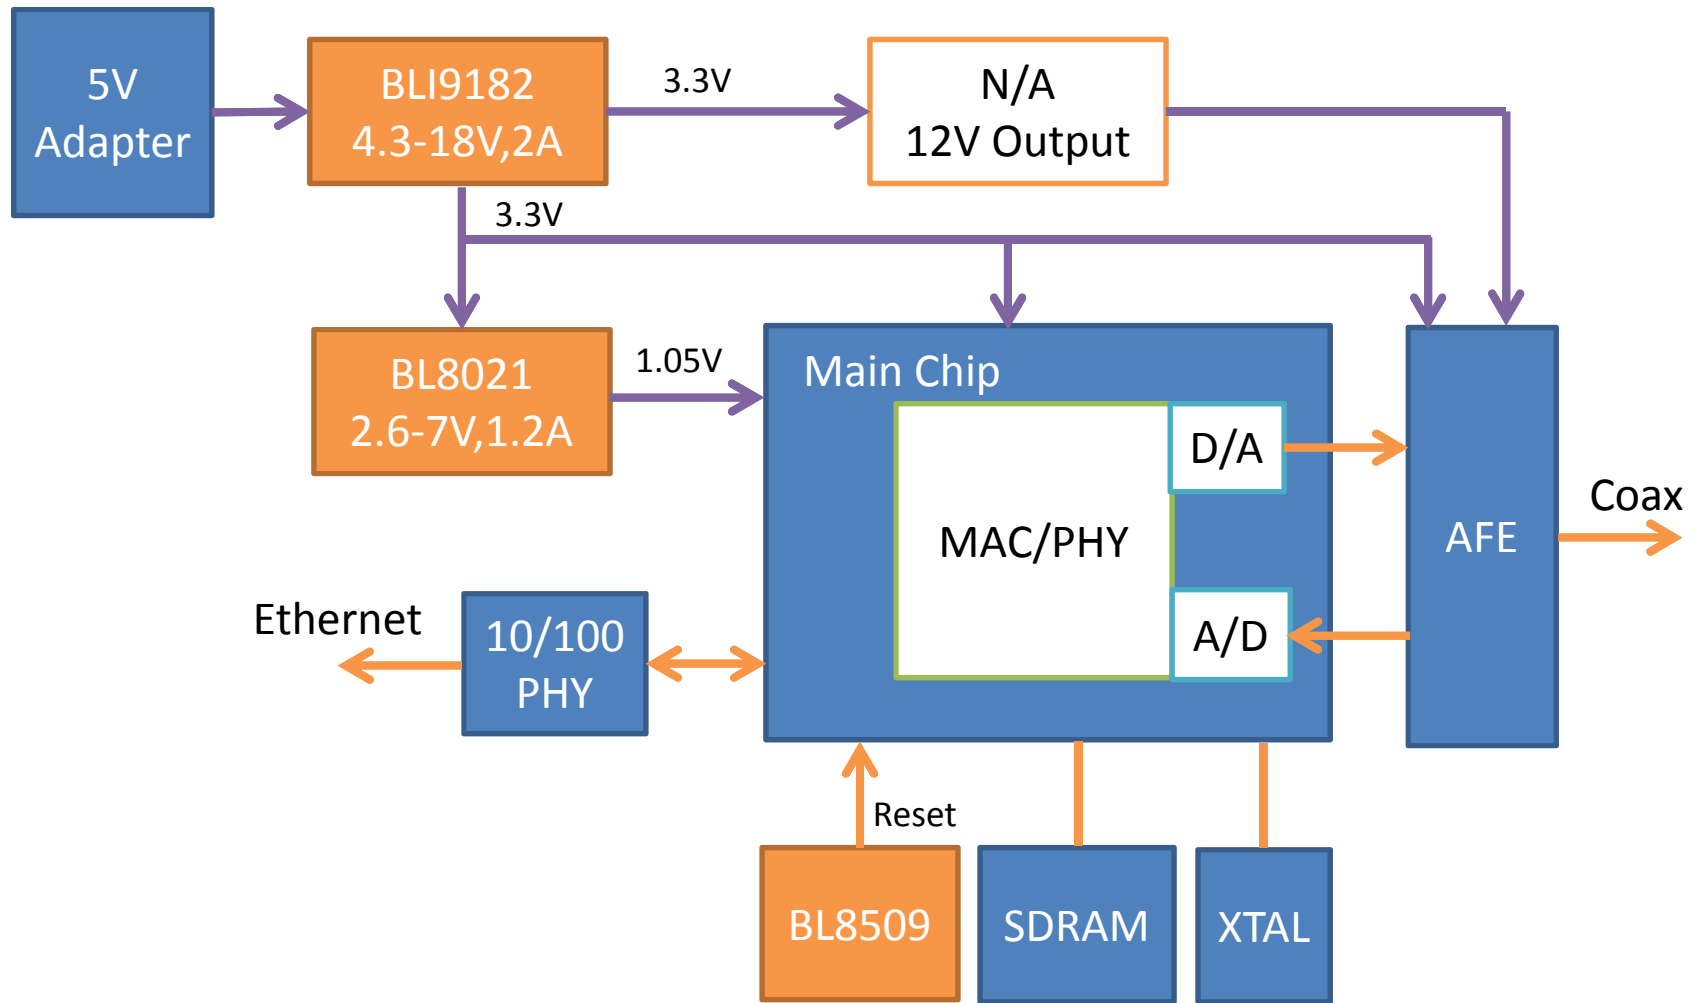 5V
Adapter
BLI9182
4.3-18V,2A
3.3V
N/A
12V Output
3.3V
BL8021
2.6-7V,1.2A
1.05V
Main Chip
D/A
MAC/PHY
A/D
AFE
Coax
Ethernet
10/100
PHY
Reset
BL8509
SDRAM
XTAL